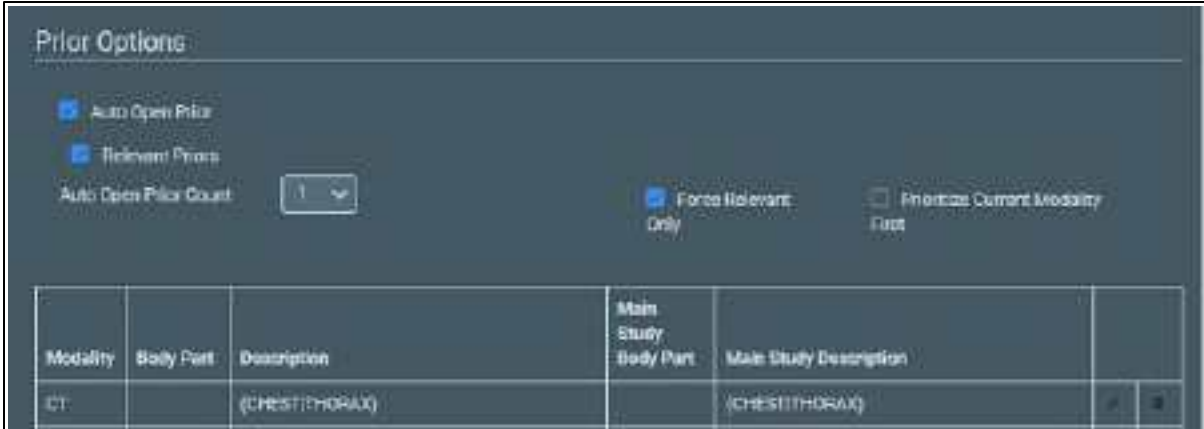 Prior Options
Auto Open Prior
Relevant Priors
Auto Open Prior Count 1
Force Relevant Only
Prioritize Current Modality First
Modality Body Part Description Main Study Body Part Main Study Description
CT (CHEST|THORAX) (CHEST|THORAX)